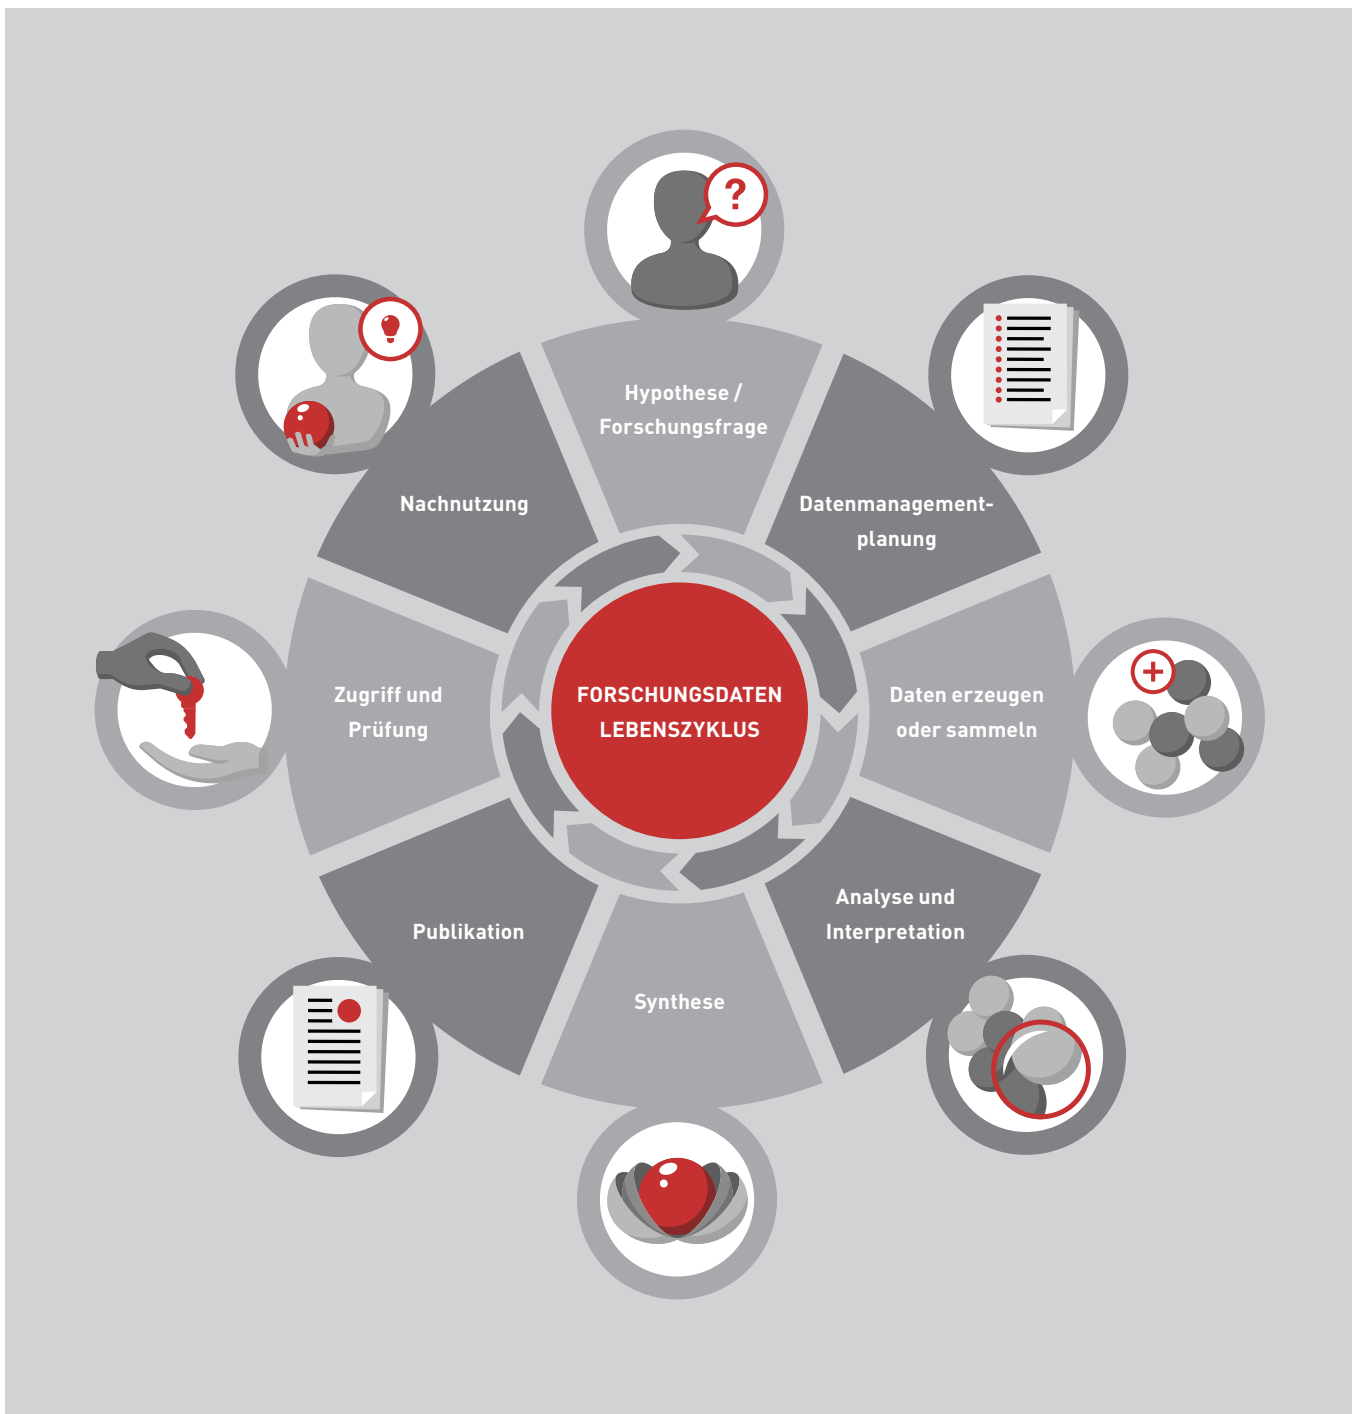 ?
Hypothese /
Forschungsfrage
Datenmanagement-
planung
Daten erzeugen
oder sammeln
Analyse und
Interpretation
Synthese
Publikation
Zugriff und
Prüfung
Nachnutzung
FORSCHUNGSDATEN
LEBENSZYKLUS